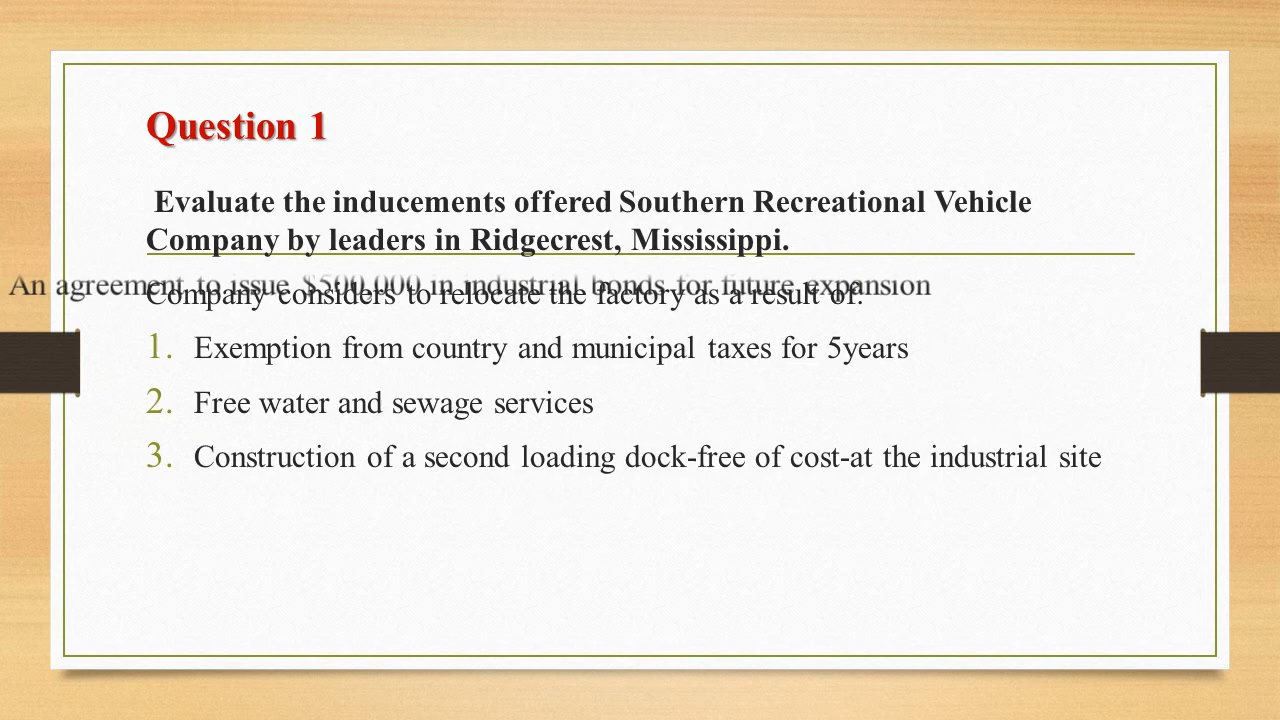 Question 1
Evaluate the inducements offered Southern Recreational Vehicle
Company by leaders in Ridgecrest, Mississippi.
An agreement to issue $500,000 in industrial bonds for future expansion
Company considers to relocate the factory as a result of:
1. Exemption from country and municipal taxes for 5years
2. Free water and sewage services
3. Construction of a second loading dock-free of cost-at the industrial site